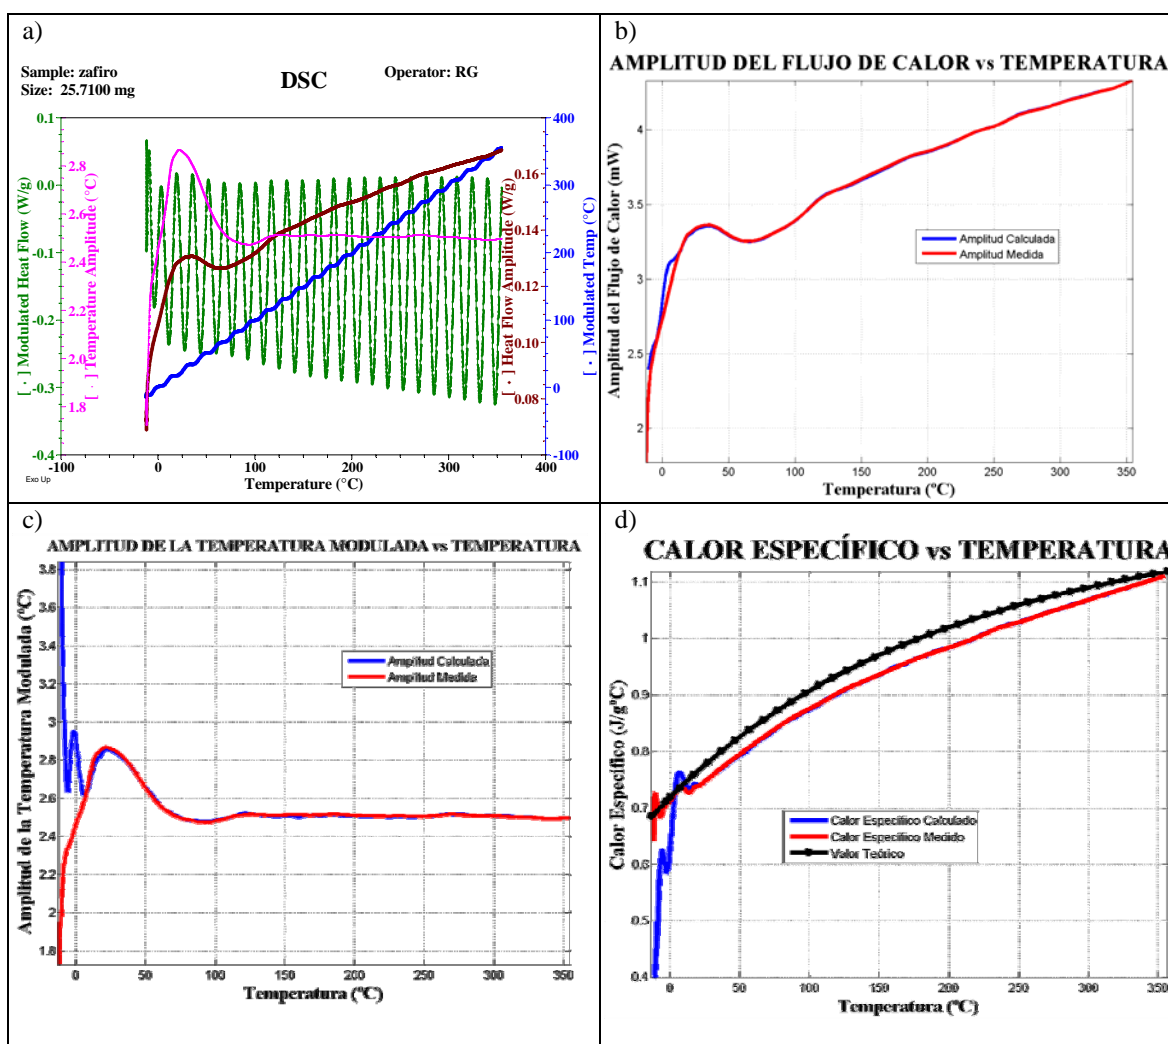 a)
Sample: zafiro
Size:  25.7100 mg
DSC
Operator: RG
0.1
0.0
-0.1
-0.2
-0.3
-0.4
[ · ] Modulated Heat Flow (W/g)
2.8
2.6
2.4
2.2
2.0
1.8
[ · ] Temperature Amplitude (°C)
0.16
0.14
0.12
0.10
0.08
[ · ] Heat Flow Amplitude (W/g)
400
300
200
100
0
-100
[ · ] Modulated Temp (°C)
-100
0
100
200
300
400
Exo Up
Temperature (°C)
b)
AMPLITUD DEL FLUJO DE CALOR vs TEMPERATURA
Amplitud del Flujo de Calor (mW)
4
3.5
3
2.5
2
Amplitud Calculada
Amplitud Medida
0
50
100
150
200
250
300
350
Temperatura (ºC)
c)
AMPLITUD DE LA TEMPERATURA MODULADA vs TEMPERATURA
Amplitud de la Temperatura Modulada (ºC)
3.8
3.6
3.4
3.2
3
2.8
2.6
2.4
2.2
2
1.8
Amplitud Calculada
Amplitud Medida
0
50
100
150
200
250
300
350
Temperatura (ºC)
d)
CALOR ESPECÍFICO vs TEMPERATURA
Calor Específico (J/gºC)
1.1
1
0.9
0.8
0.7
0.6
0.5
0.4
Calor Específico Calculado
Calor Específico Medido
Valor Teórico
0
50
100
150
200
250
300
350
Temperatura (ºC)